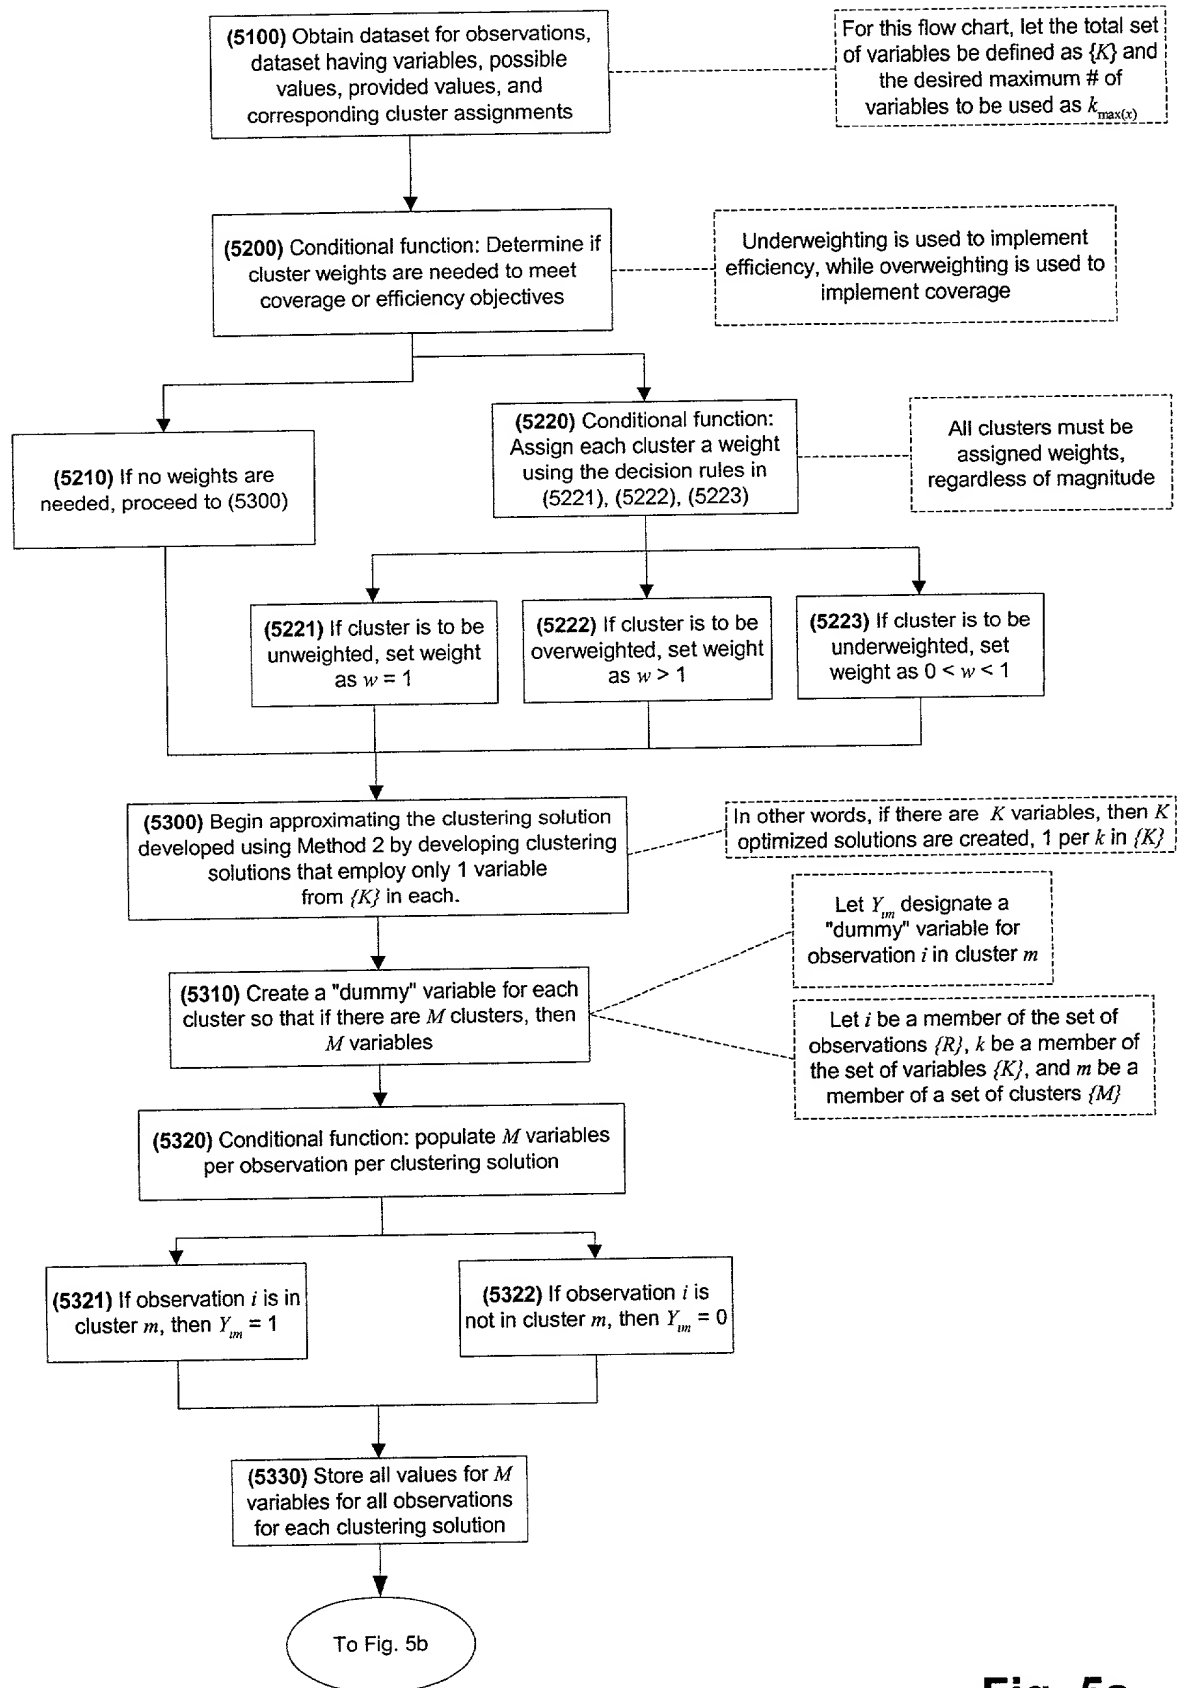 (5100) Obtain dataset for observations,
dataset having variables, possible
values, provided values, and
corresponding cluster assignments
For this flow chart, let the total set
of variables be defined as {K} and
the desired maximum # of
variables to be used as k max(x)
(5200) Conditional function: Determine if
cluster weights are needed to meet
coverage or efficiency objectives
Underweighting is used to implement
efficiency, while overweighting is used to
implement coverage
(5210) If no weights are
needed, proceed to (5300)
(5220) Conditional function:
Assign each cluster a weight
using the decision rules in
(5221), (5222), (5223)
All clusters must be
assigned weights,
regardless of magnitude
(5221) If cluster is to be
unweighted, set weight
as w = 1
(5222) If cluster is to be
overweighted, set weight
as w > 1
(5223) If cluster is to be
underweighted, set
weight as 0 < w < 1
(5300) Begin approximating the clustering solution
developed using Method 2 by developing clustering
solutions that employ only 1 variable
from {K} in each.
In other words, if there are K variables, then K
optimized solutions are created, 1 per k in {K}
(5310) Create a "dummy" variable for each
cluster so that if there are M clusters, then
M variables
Let Yim designate a
"dummy" variable for
observation i in cluster m
Let i be a member of the set of
observations {R}, k be a member of
the set of variables {K}, and m be a
member of a set of clusters {M}
(5320) Conditional function: populate M variables
per observation per clustering solution
(5321) If observation i is in
cluster m, then Yim = 1
(5322) If observation i is
not in cluster m, then Yim = 0
(5330) Store all values for M
variables for all observations
for each clustering solution
To Fig. 5b